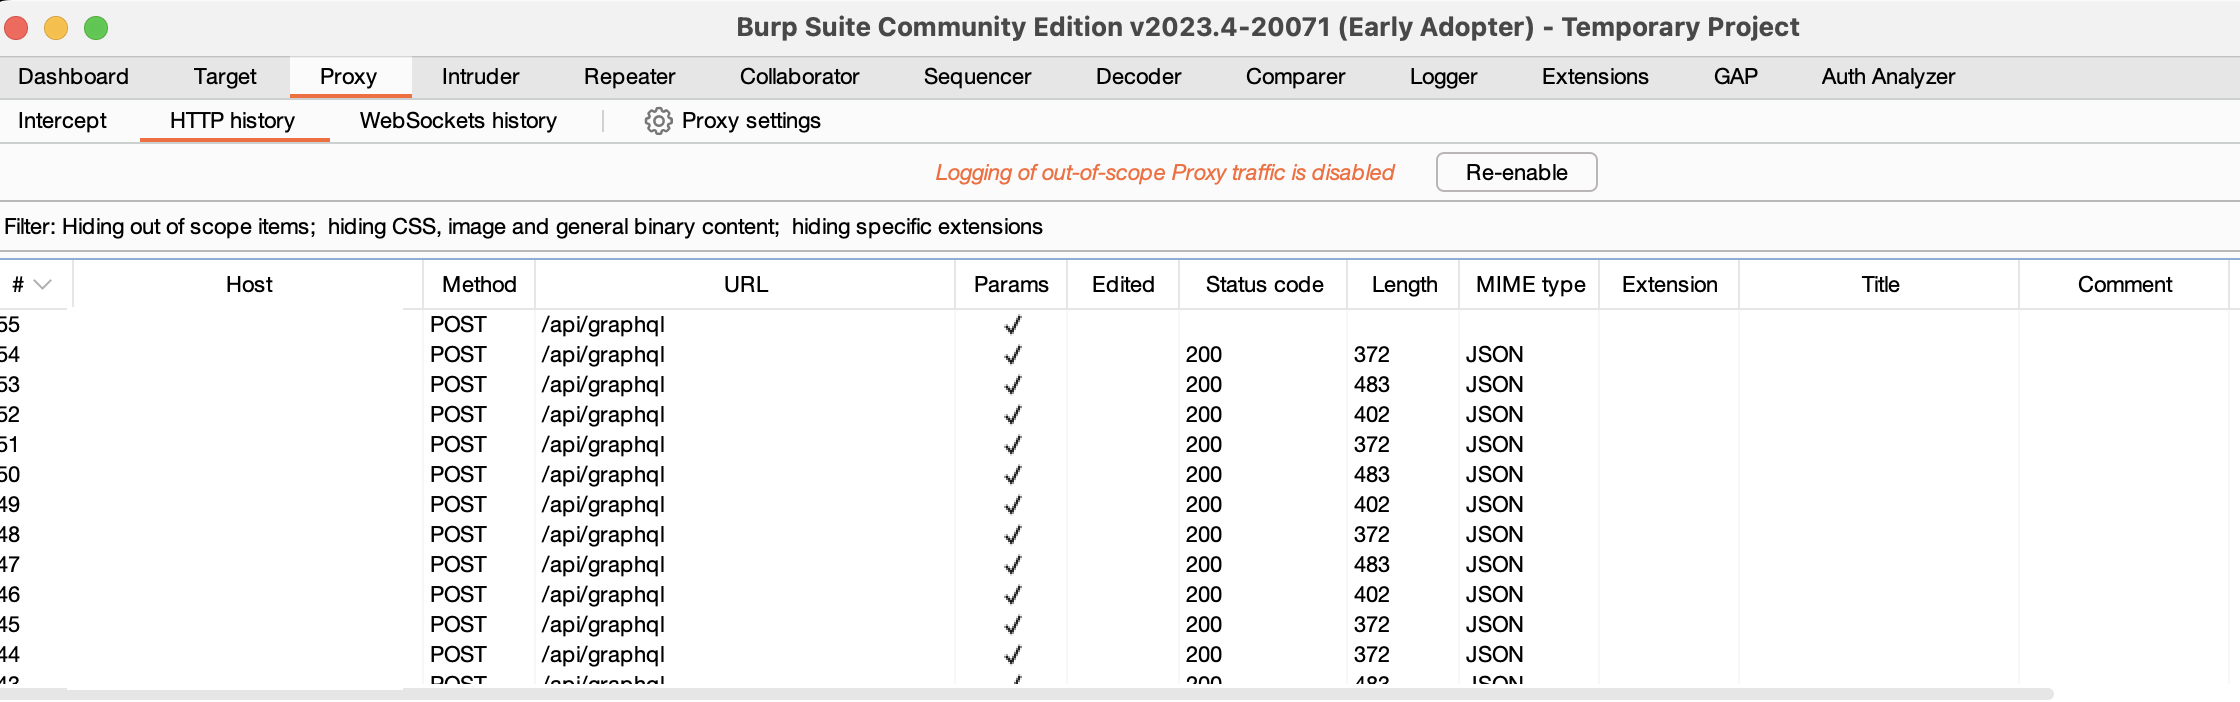 Burp Suite Community Edition v2023.4-20071 (Early Adopter) - Temporary Project
Dashboard Target Proxy Intruder Repeater Collaborator Sequencer Decoder Comparer Logger Extensions GAP Auth Analyzer
Intercept HTTP history WebSockets history Proxy settings
Logging of out-of-scope Proxy traffic is disabled Re-enable
Filter: Hiding out of scope items; hiding CSS, image and general binary content; hiding specific extensions
# Host Method URL Params Edited Status code Length MIME type Extension Title Comment
55 POST /api/graphql ✓
54 POST /api/graphql ✓ 200 372 JSON
53 POST /api/graphql ✓ 200 483 JSON
52 POST /api/graphql ✓ 200 402 JSON
51 POST /api/graphql ✓ 200 372 JSON
50 POST /api/graphql ✓ 200 483 JSON
49 POST /api/graphql ✓ 200 402 JSON
48 POST /api/graphql ✓ 200 372 JSON
47 POST /api/graphql ✓ 200 483 JSON
46 POST /api/graphql ✓ 200 402 JSON
45 POST /api/graphql ✓ 200 372 JSON
44 POST /api/graphql ✓ 200 372 JSON
43 POST /api/graphql ✓ 200 483 JSON